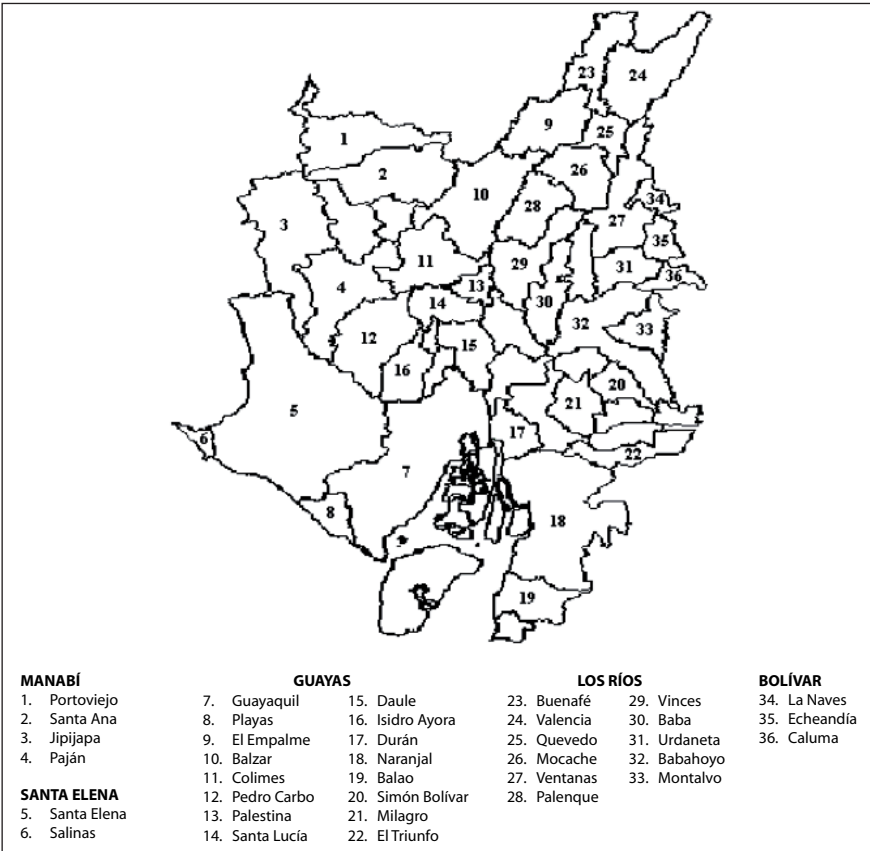 23
24
9
25
1
26
2
10
34
28
27
3
35
11
29
31
36
13
4
14
30
32
33
12
15
16
20
5
21
6
17
22
7
8
18
19
MANABÍ
1. Portoviejo
2. Santa Ana
3. Jipijapa
4. Paján
SANTA ELENA
5. Santa Elena
6. Salinas
GUAYAS
7. Guayaquil
8. Playas
9. El Empalme
10. Balzar
11. Colimes
12. Pedro Carbo
13. Palestina
14. Santa Lucía
15. Daule
16. Isidro Ayora
17. Durán
18. Naranjal
19. Balao
20. Simón Bolívar
21. Milagro
22. El Triunfo
LOS RÍOS
23. Buenafé
24. Valencia
25. Quevedo
26. Mocache
27. Ventanas
28. Palenque
29. Vinces
30. Baba
31. Urdaneta
32. Babahoyo
33. Montalvo
BOLÍVAR
34. La Naves
35. Echeandía
36. Caluma